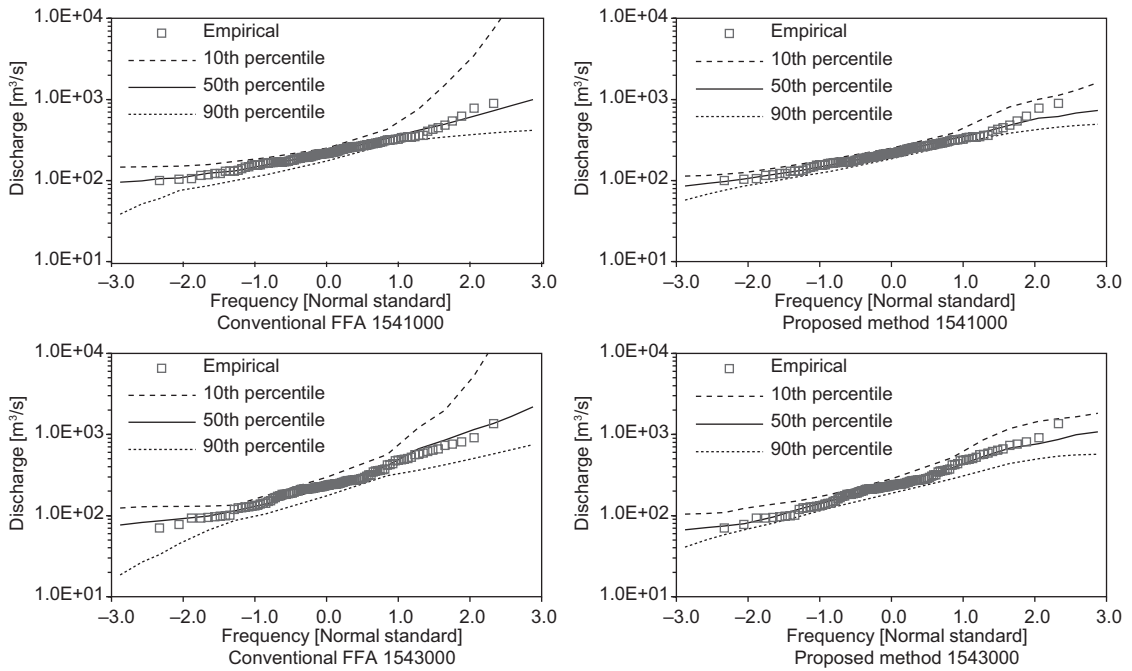 1.0E+04
1.0E+03
1.0E+02
1.0E+01
Discharge [m³/s]
Empirical
10th percentile
50th percentile
90th percentile
–3.0 –2.0 –1.0 0.0 1.0 2.0 3.0
Frequency [Normal standard]
Conventional FFA 1541000
1.0E+04
1.0E+03
1.0E+02
1.0E+01
Discharge [m³/s]
Empirical
10th percentile
50th percentile
90th percentile
–3.0 –2.0 –1.0 0.0 1.0 2.0 3.0
Frequency [Normal standard]
Proposed method 1541000
1.0E+04
1.0E+03
1.0E+02
1.0E+01
Discharge [m³/s]
Empirical
10th percentile
50th percentile
90th percentile
–3.0 –2.0 –1.0 0.0 1.0 2.0 3.0
Frequency [Normal standard]
Conventional FFA 1543000
1.0E+04
1.0E+03
1.0E+02
1.0E+01
Discharge [m³/s]
Empirical
10th percentile
50th percentile
90th percentile
–3.0 –2.0 –1.0 0.0 1.0 2.0 3.0
Frequency [Normal standard]
Proposed method 1543000